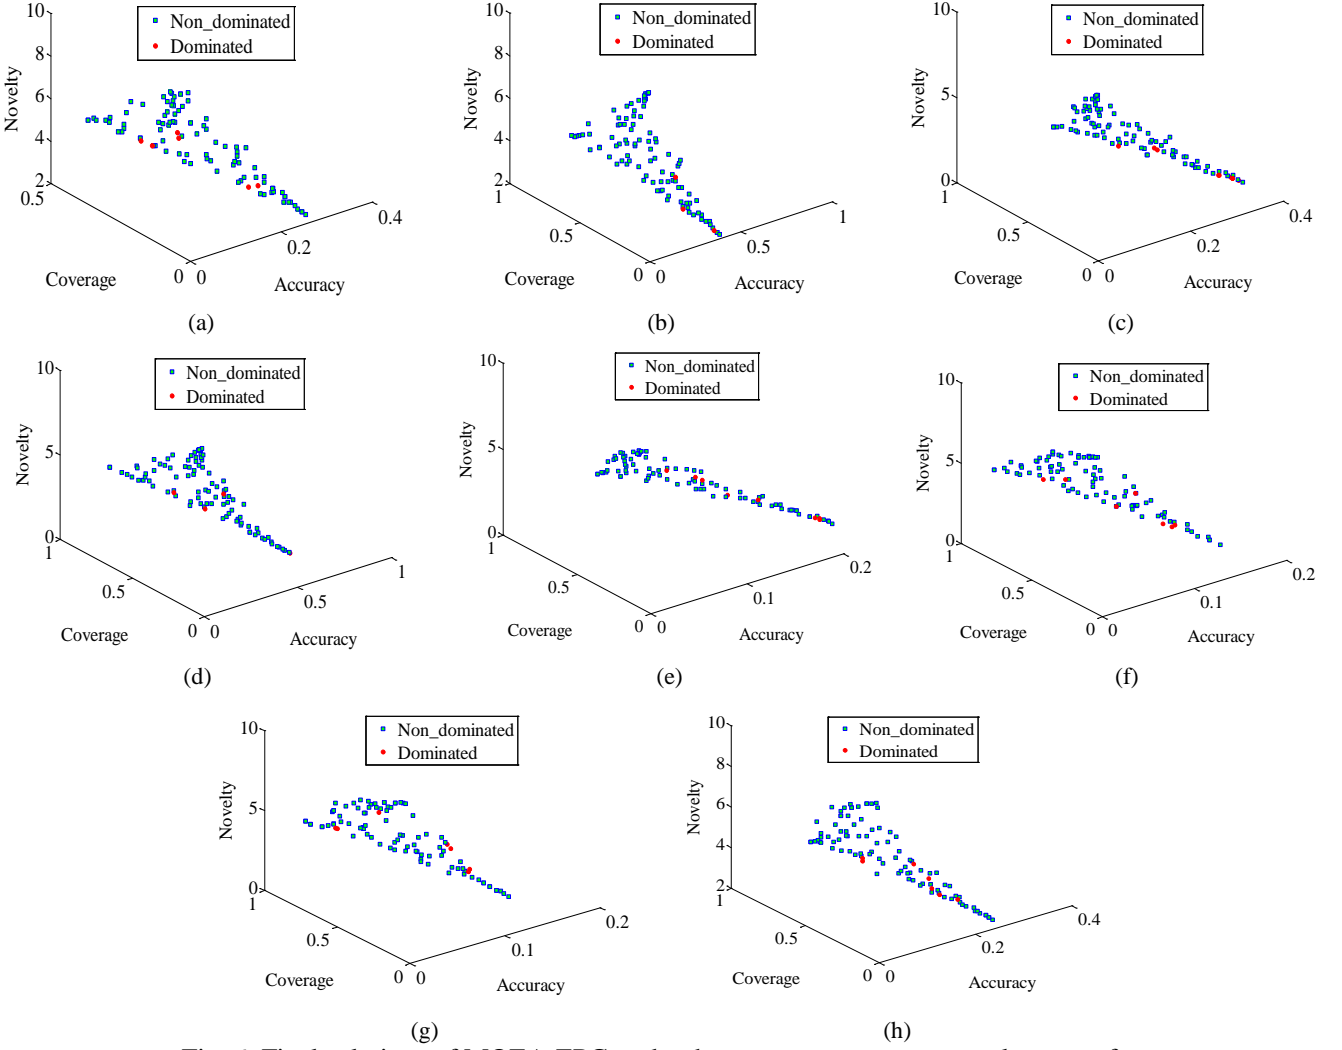 Non_dominated
Dominated
10
8
6
4
2
Novelty
0.5
0
Coverage
0
0.2
0.4
Accuracy
(a)
Non_dominated
Dominated
10
8
6
4
2
Novelty
1
0.5
0
Coverage
0
0.5
1
Accuracy
(b)
Non_dominated
Dominated
10
5
0
Novelty
1
0.5
0
Coverage
0
0.2
0.4
Accuracy
(c)
Non_dominated
Dominated
10
5
0
Novelty
1
0.5
0
Coverage
0
0.5
1
Accuracy
(d)
Non_dominated
Dominated
10
5
0
Novelty
1
0.5
0
Coverage
0
0.1
0.2
Accuracy
(e)
Non_dominated
Dominated
10
5
0
Novelty
1
0.5
0
Coverage
0
0.1
0.2
Accuracy
(f)
Non_dominated
Dominated
10
5
0
Novelty
1
0.5
0
Coverage
0
0.1
0.2
Accuracy
(g)
Non_dominated
Dominated
10
8
6
4
2
Novelty
1
0.5
0
Coverage
0
0.2
0.4
Accuracy
(h)